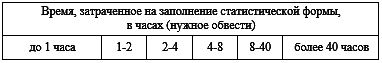 Время, затраченное на заполнение статистической формы,
в часах (нужное обвести)
до 1 часа 1-2 2-4 4-8 8-40 более 40 часов